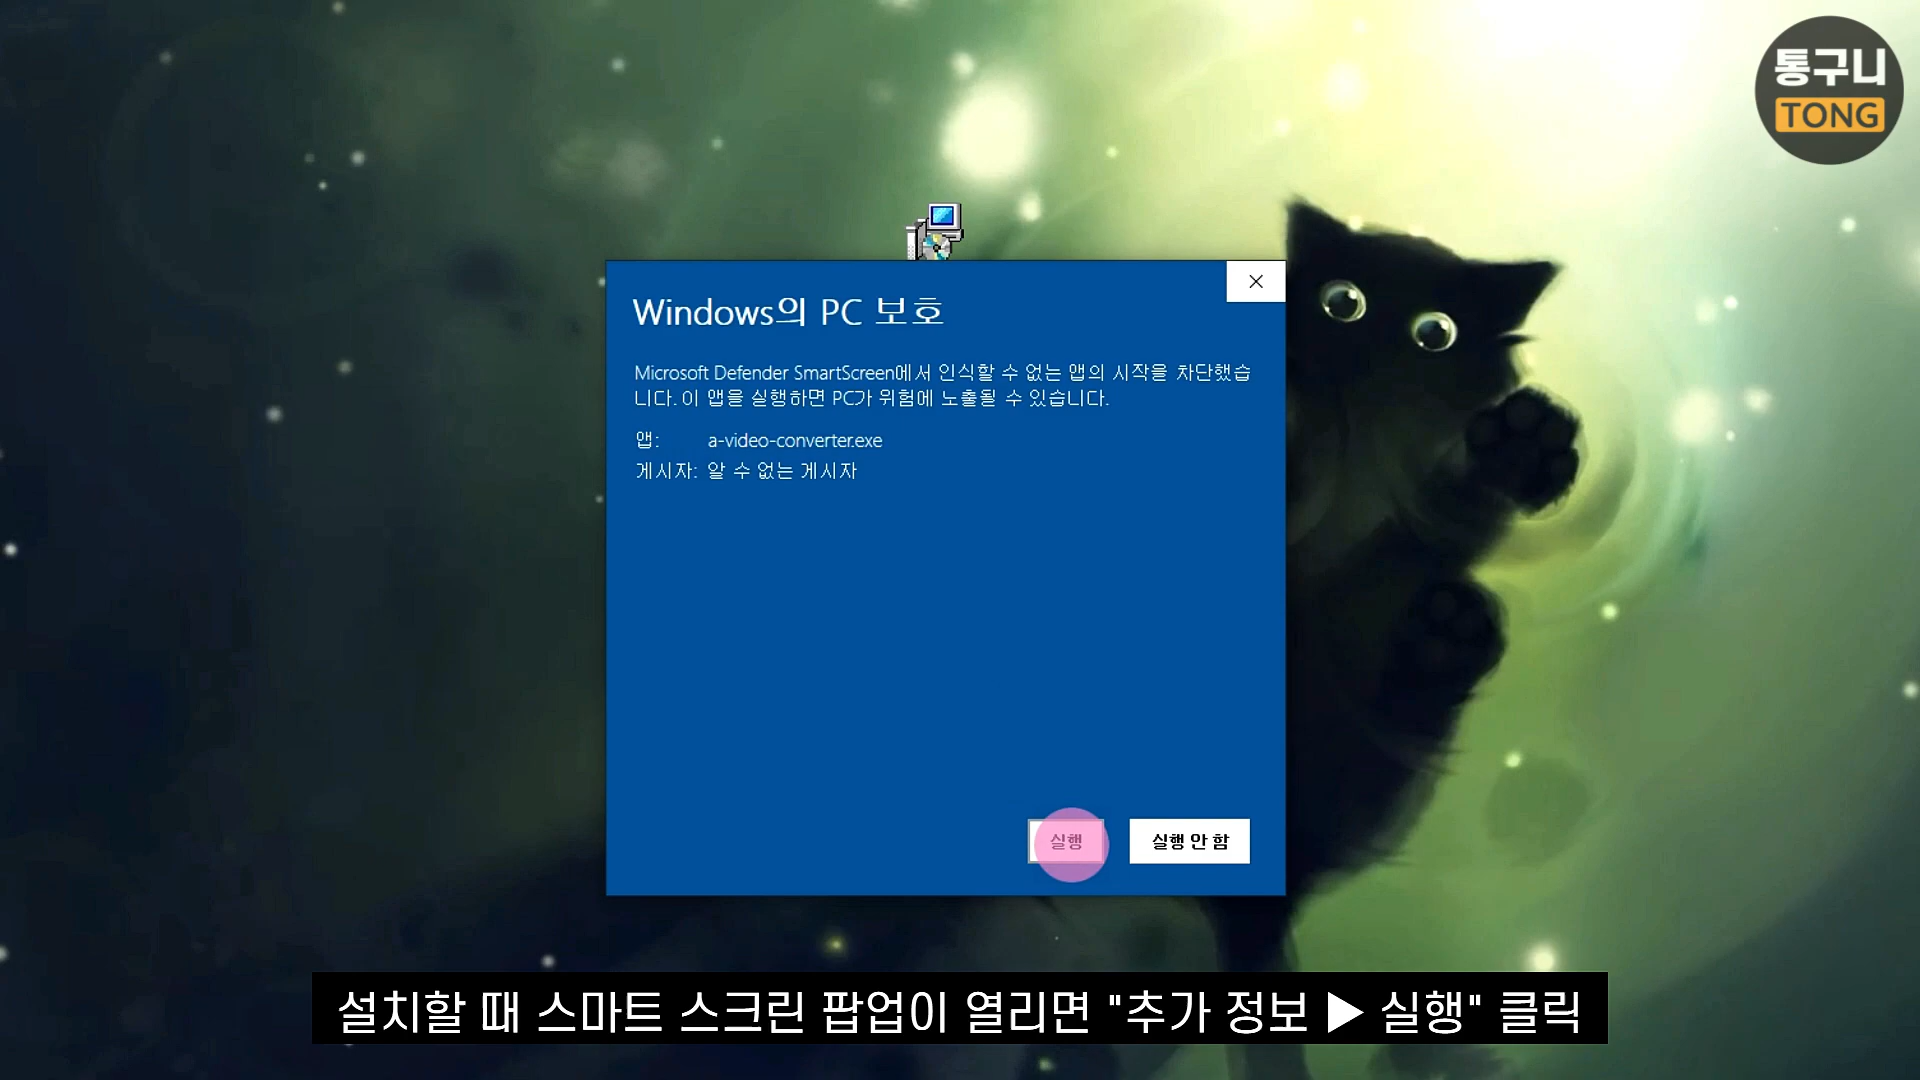 통구니
TONG
Windows의 PC 보호
Microsoft Defender SmartScreen에서 인식할 수 없는 앱의 시작을 차단했습
니다. 이 앱을 실행하면 PC가 위험에 노출될 수 있습니다.
앱: a-video-converter.exe
게시자: 알 수 없는 게시자
실행 실행 안 함
설치할 때 스마트 스크린 팝업이 열리면 "추가 정보 ▶ 실행" 클릭